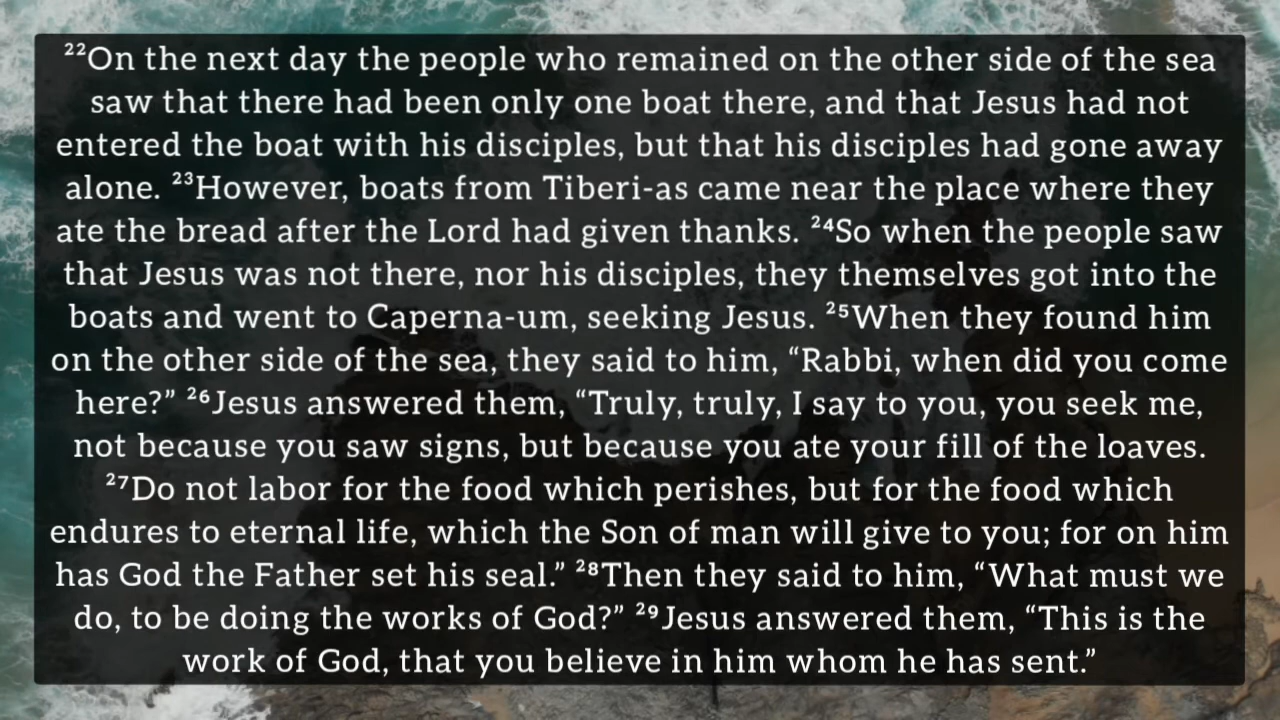 ²²On the next day the people who remained on the other side of the sea
saw that there had been only one boat there, and that Jesus had not
entered the boat with his disciples, but that his disciples had gone away
alone. ²³However, boats from Tiberi-as came near the place where they
ate the bread after the Lord had given thanks. ²⁴So when the people saw
that Jesus was not there, nor his disciples, they themselves got into the
boats and went to Caperna-um, seeking Jesus. ²⁵When they found him
on the other side of the sea, they said to him, “Rabbi, when did you come
here?” ²⁶Jesus answered them, “Truly, truly, I say to you, you seek me,
not because you saw signs, but because you ate your fill of the loaves.
²⁷Do not labor for the food which perishes, but for the food which
endures to eternal life, which the Son of man will give to you; for on him
has God the Father set his seal.” ²⁸Then they said to him, “What must we
do, to be doing the works of God?” ²⁹Jesus answered them, “This is the
work of God, that you believe in him whom he has sent.”